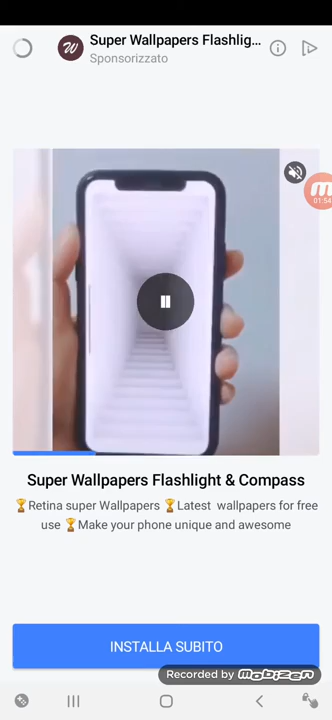 Super Wallpapers Flashlig...
Sponsorizzato
01:54
Super Wallpapers Flashlight & Compass
🏆Retina super Wallpapers 🏆Latest wallpapers for free
use 🏆Make your phone unique and awesome
INSTALLA SUBITO
Recorded by mobizen